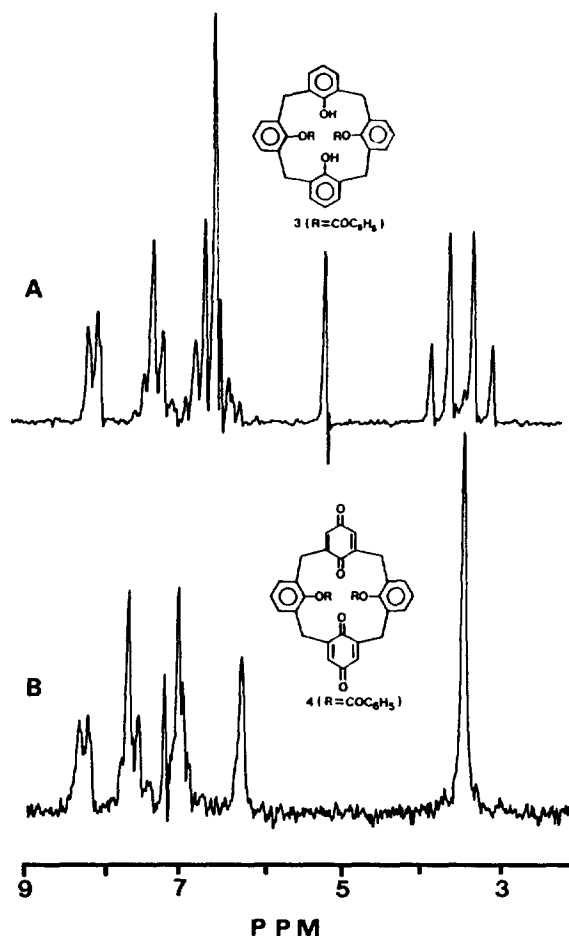 OH
OR
RO
OH
3 (R=COC₆H₅)
A
O
O
OR
RO
O
O
4 (R=COC₆H₅)
B
9 7 5 3
PPM